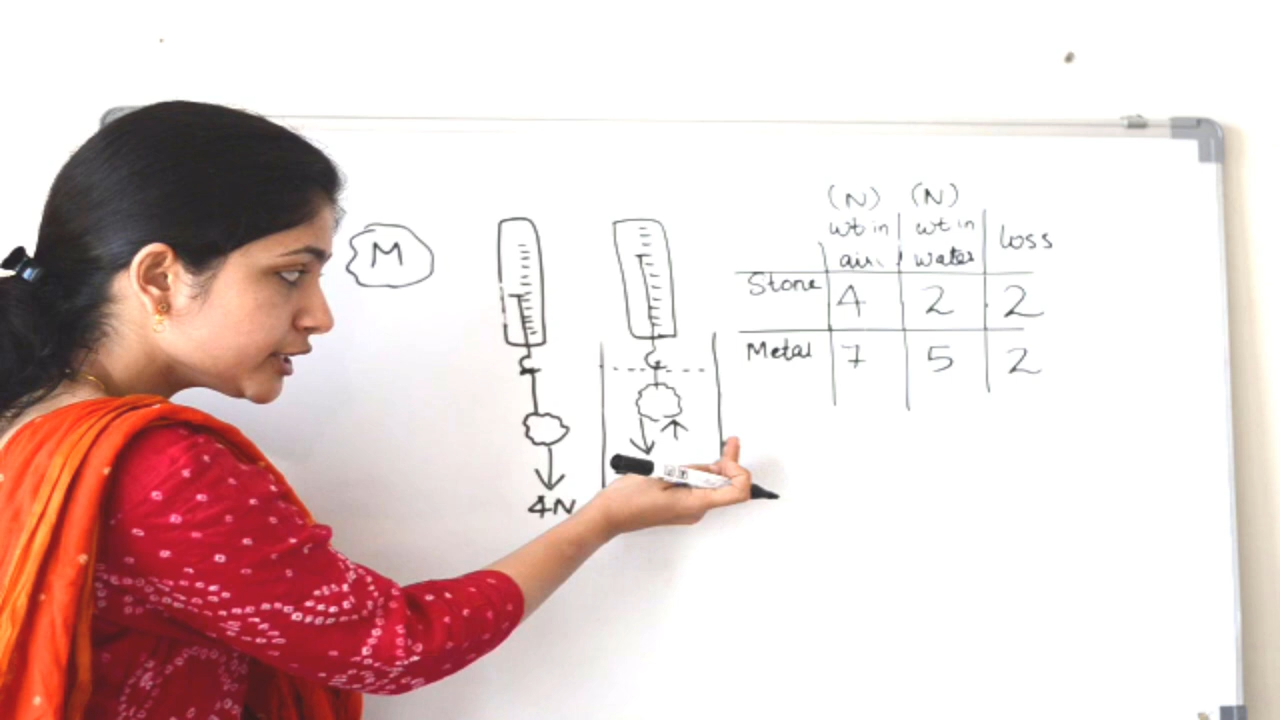 M
4N
(N) (N)
wt in wt in loss
air water
Stone 4 2 2
Metal 7 5 2